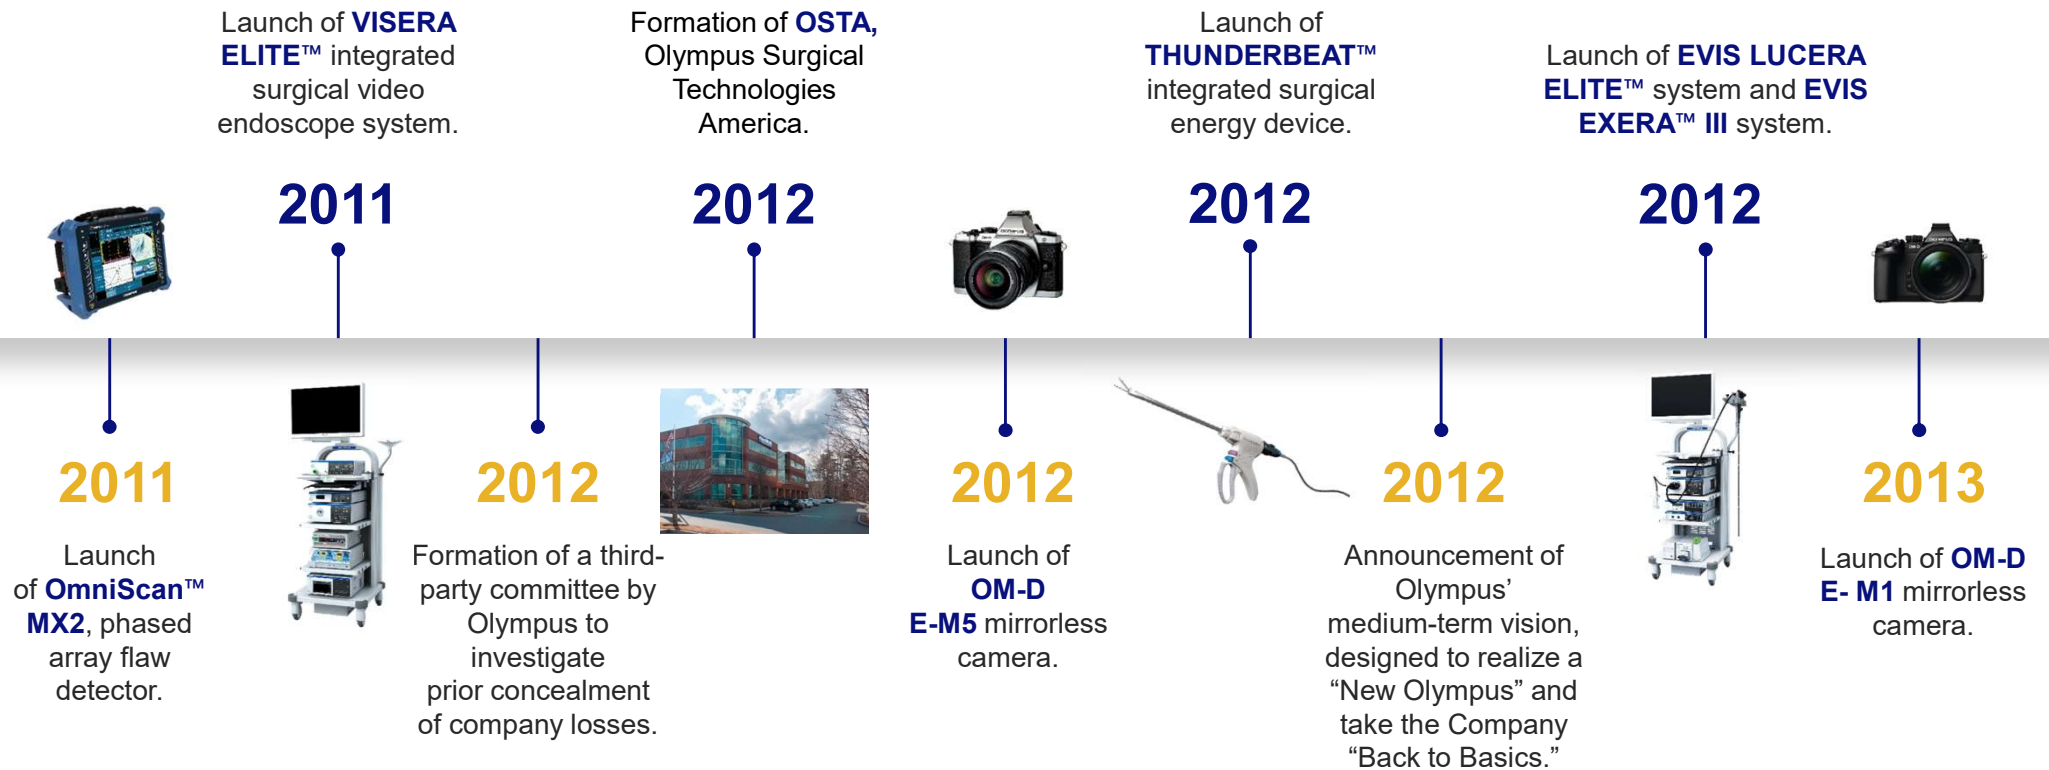 Launch of VISERA
ELITE™ integrated
surgical video
endoscope system.
2011
Formation of OSTA,
Olympus Surgical
Technologies
America.
2012
Launch of
THUNDERBEAT™
integrated surgical
energy device.
2012
Launch of EVIS LUCERA
ELITE™ system and EVIS
EXERA™ III system.
2012
2011
Launch
of OmniScan™
MX2, phased
array flaw
detector.
2012
Formation of a third-
party committee by
Olympus to
investigate
prior concealment
of company losses.
2012
Launch of
OM-D
E-M5 mirrorless
camera.
2012
Announcement of
Olympus’
medium-term vision,
designed to realize a
“New Olympus” and
take the Company
“Back to Basics.”
2013
Launch of OM-D
E- M1 mirrorless
camera.